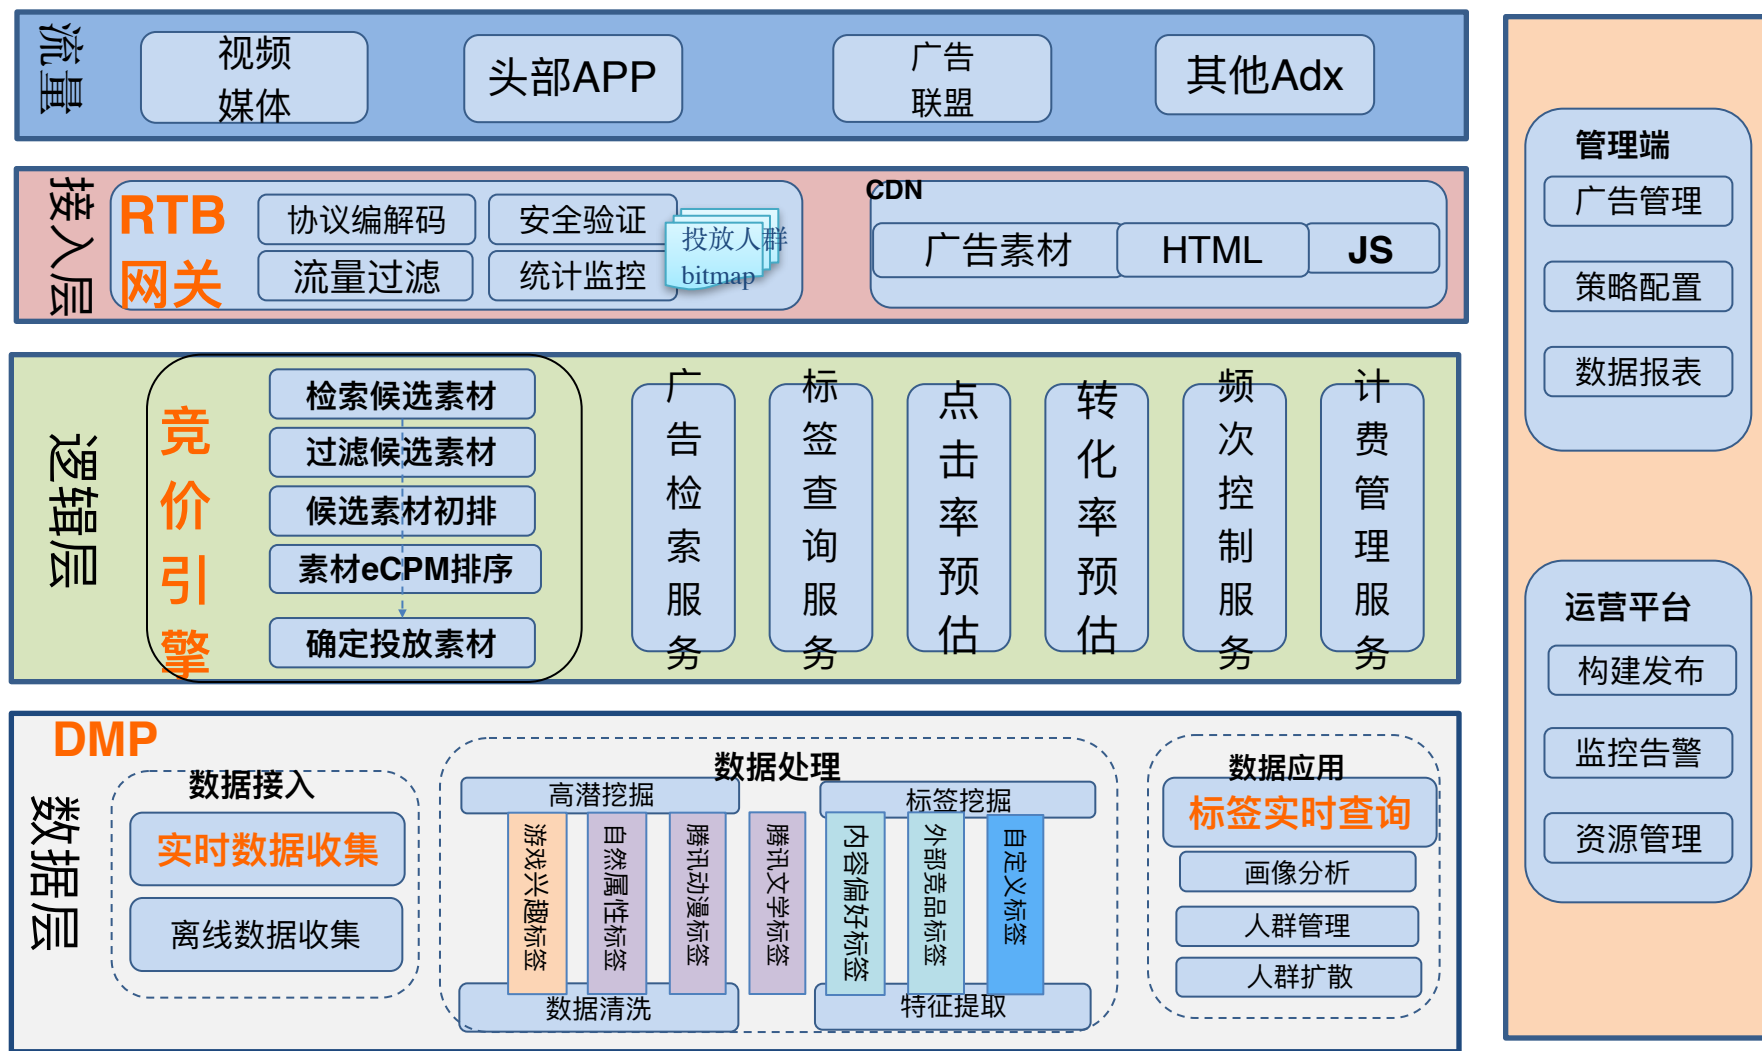 流量
视频
媒体
头部APP
广告
联盟
其他Adx
接入层
RTB
网关
协议编解码
安全验证
流量过滤
统计监控
投放人群
bitmap
CDN
广告素材
HTML
JS
逻辑层
竞价引擎
检索候选素材
过滤候选素材
候选素材初排
素材eCPM排序
确定投放素材
广告检索服务
标签查询服务
点击率预估
转化率预估
频次控制服务
计费管理服务
DMP
数据层
数据接入
实时数据收集
离线数据收集
数据处理
高潜挖掘
标签挖掘
游戏兴趣标签
自然属性标签
腾讯动漫标签
腾讯文学标签
内容偏好标签
外部竞品标签
自定义标签
数据清洗
特征提取
数据应用
标签实时查询
画像分析
人群管理
人群扩散
管理端
广告管理
策略配置
数据报表
运营平台
构建发布
监控告警
资源管理